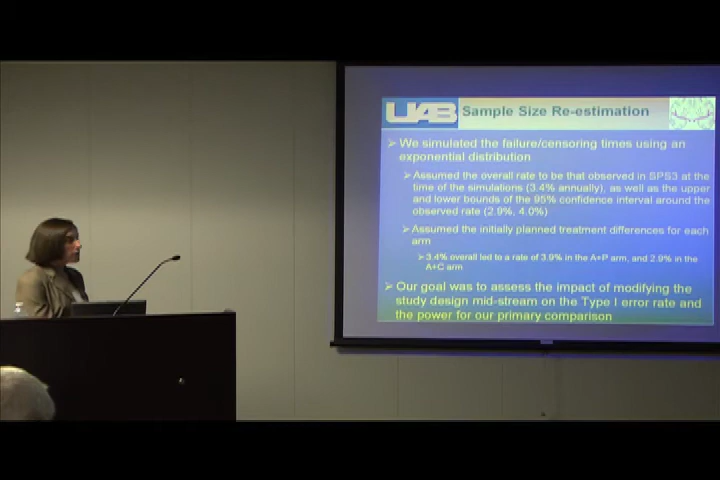 UAB Sample Size Re-estimation
➢ We simulated the failure/censoring times using an
exponential distribution
➢ Assumed the overall rate to be that observed in SPS3 at the
time of the simulations (3.4% annually), as well as the upper
and lower bounds of the 95% confidence interval around the
observed rate (2.9%, 4.0%)
➢ Assumed the initially planned treatment differences for each
arm
➢ 3.4% overall led to a rate of 3.9% in the A+P arm, and 2.9% in the
A+C arm
➢ Our goal was to assess the impact of modifying the
study design mid-stream on the Type I error rate and
the power for our primary comparison